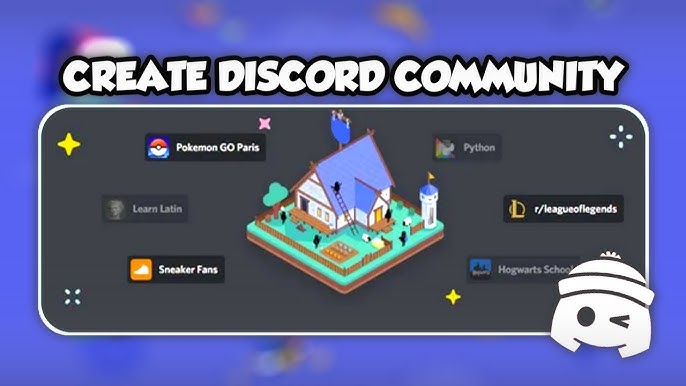 CREATE DISCORD COMMUNITY
Pokemon GO Paris
Python
Learn Latin
r/leagueoflegends
Sneaker Fans
Hogwarts School